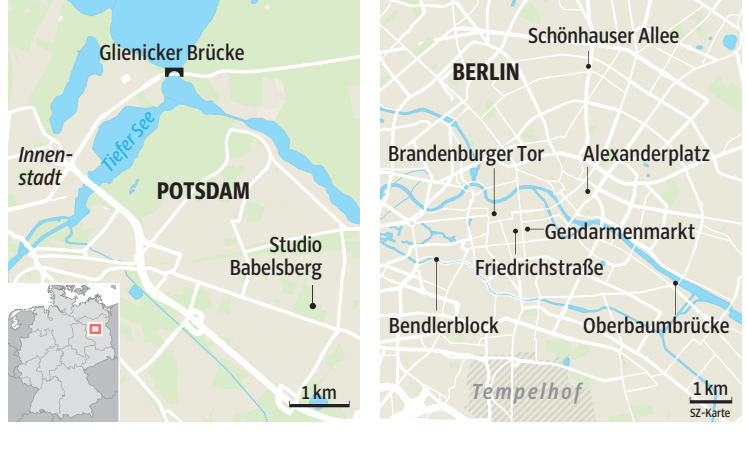 Glienicker Brücke
Tiefer See
Innen-
stadt
POTSDAM
Studio
Babelsberg
1 km
Schönhauser Allee
BERLIN
Brandenburger Tor
Alexanderplatz
Gendarmenmarkt
Friedrichstraße
Bendlerblock
Oberbaumbrücke
Tempelhof
1 km
SZ-Karte